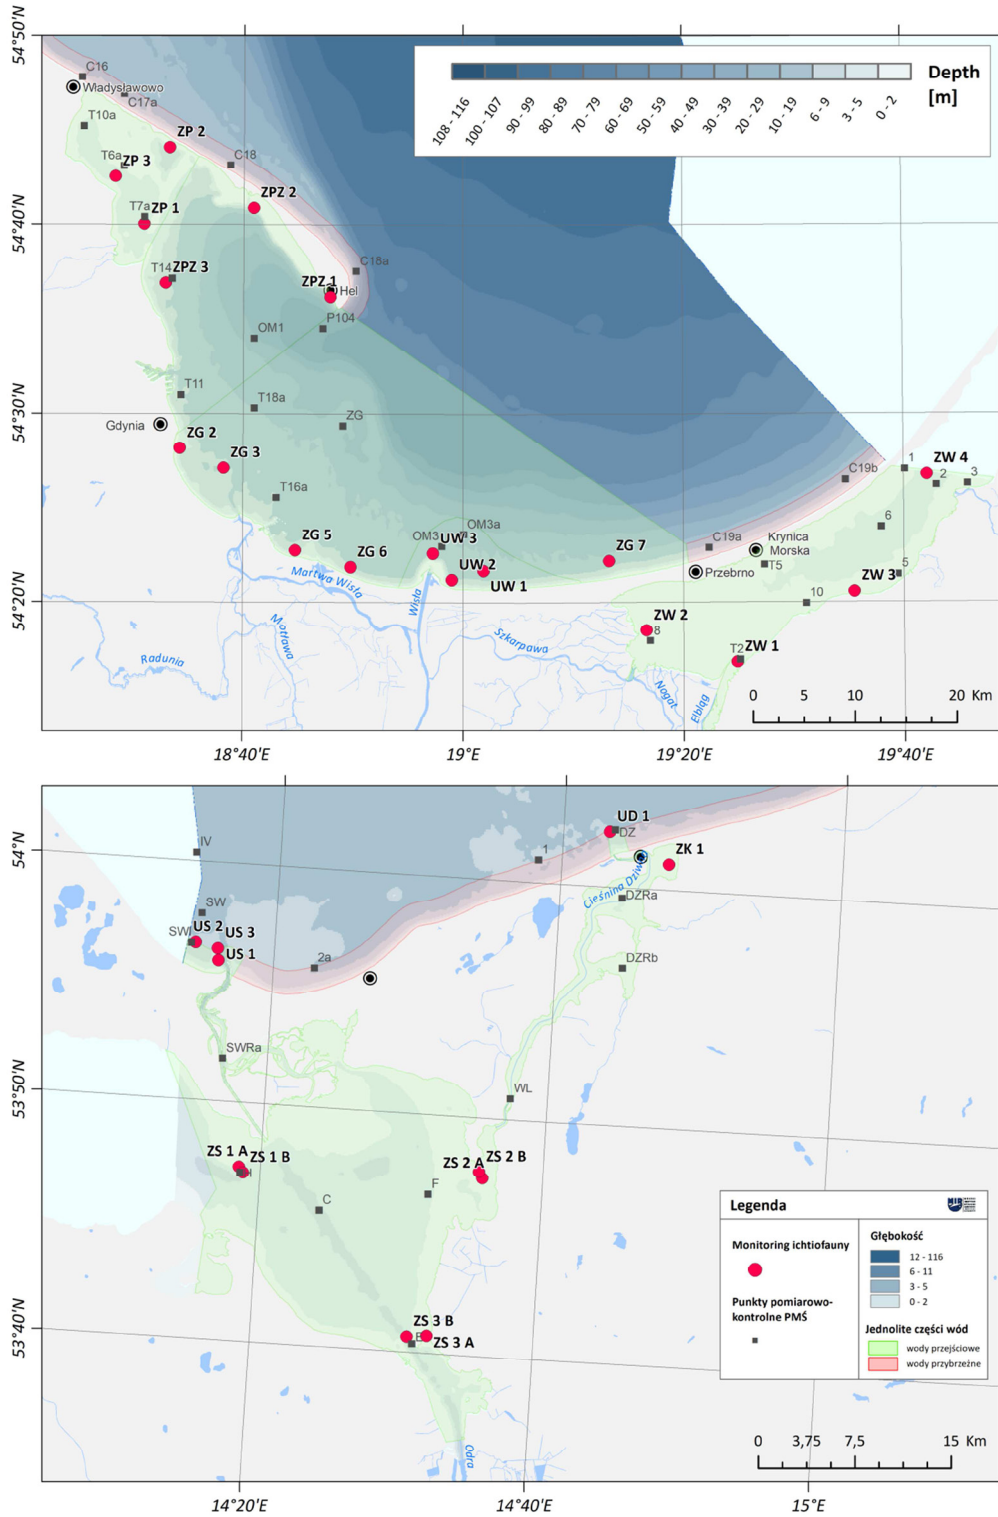 54°50'N
54°40'N
54°30'N
54°20'N
Depth
[m]
108 - 116
100 - 107
90 - 99
80 - 89
70 - 79
60 - 69
50 - 59
40 - 49
30 - 39
20 - 29
10 - 19
6 - 9
3 - 5
0 - 2
C16
Władysławowo
C17a
T10a
ZP 2
T6a
ZP 3
C18
ZPZ 2
T7a
ZP 1
T14
ZPZ 3
C18a
ZPZ 1
Hel
P104
OM1
T11
T18a
Gdynia
ZG
ZG 2
ZG 3
C19b
1
ZW 4
2
3
T16a
6
OM3a
OM3
UW 3
C19a
Krynica
Morska
ZG 5
ZG 6
UW 2
ZG 7
T5
Przebrno
5
UW 1
ZW 3
Martwa Wisła
Wisła
10
ZW 2
8
Szkarpawa
Motława
T2
ZW 1
Radunia
Nogat
Elbląg
0
5
10
20 Km
18°40'E
19°E
19°20'E
19°40'E
54°N
53°50'N
53°40'N
UD 1
DZ
IV
1
ZK 1
Cieśnina Dziwna
DZRa
SW
US 2
SWI
US 3
US 1
2a
DZRb
SWRa
WL
ZS 1 A
ZS 1 B
H
ZS 2 A
ZS 2 B
F
C
ZS 3 B
E
ZS 3 A
Odra
Legenda
Monitoring ichtiofauny
Punkty pomiarowo-
kontrolne PMŚ
Głębokość
12 - 116
6 - 11
3 - 5
0 - 2
Jednolite części wód
wody przejściowe
wody przybrzeżne
0
3,75
7,5
15 Km
14°20'E
14°40'E
15°E